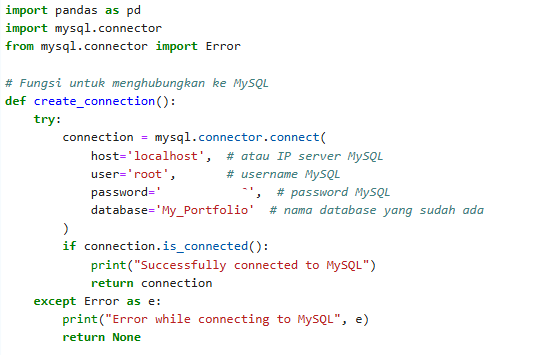 import pandas as pd
import mysql.connector
from mysql.connector import Error

# Fungsi untuk menghubungkan ke MySQL
def create_connection():
    try:
        connection = mysql.connector.connect(
            host='localhost',  # atau IP server MySQL
            user='root',       # username MySQL
            password='           ',  # password MySQL
            database='My_Portfolio'  # nama database yang sudah ada
        )
        if connection.is_connected():
            print("Successfully connected to MySQL")
            return connection
    except Error as e:
        print("Error while connecting to MySQL", e)
        return None